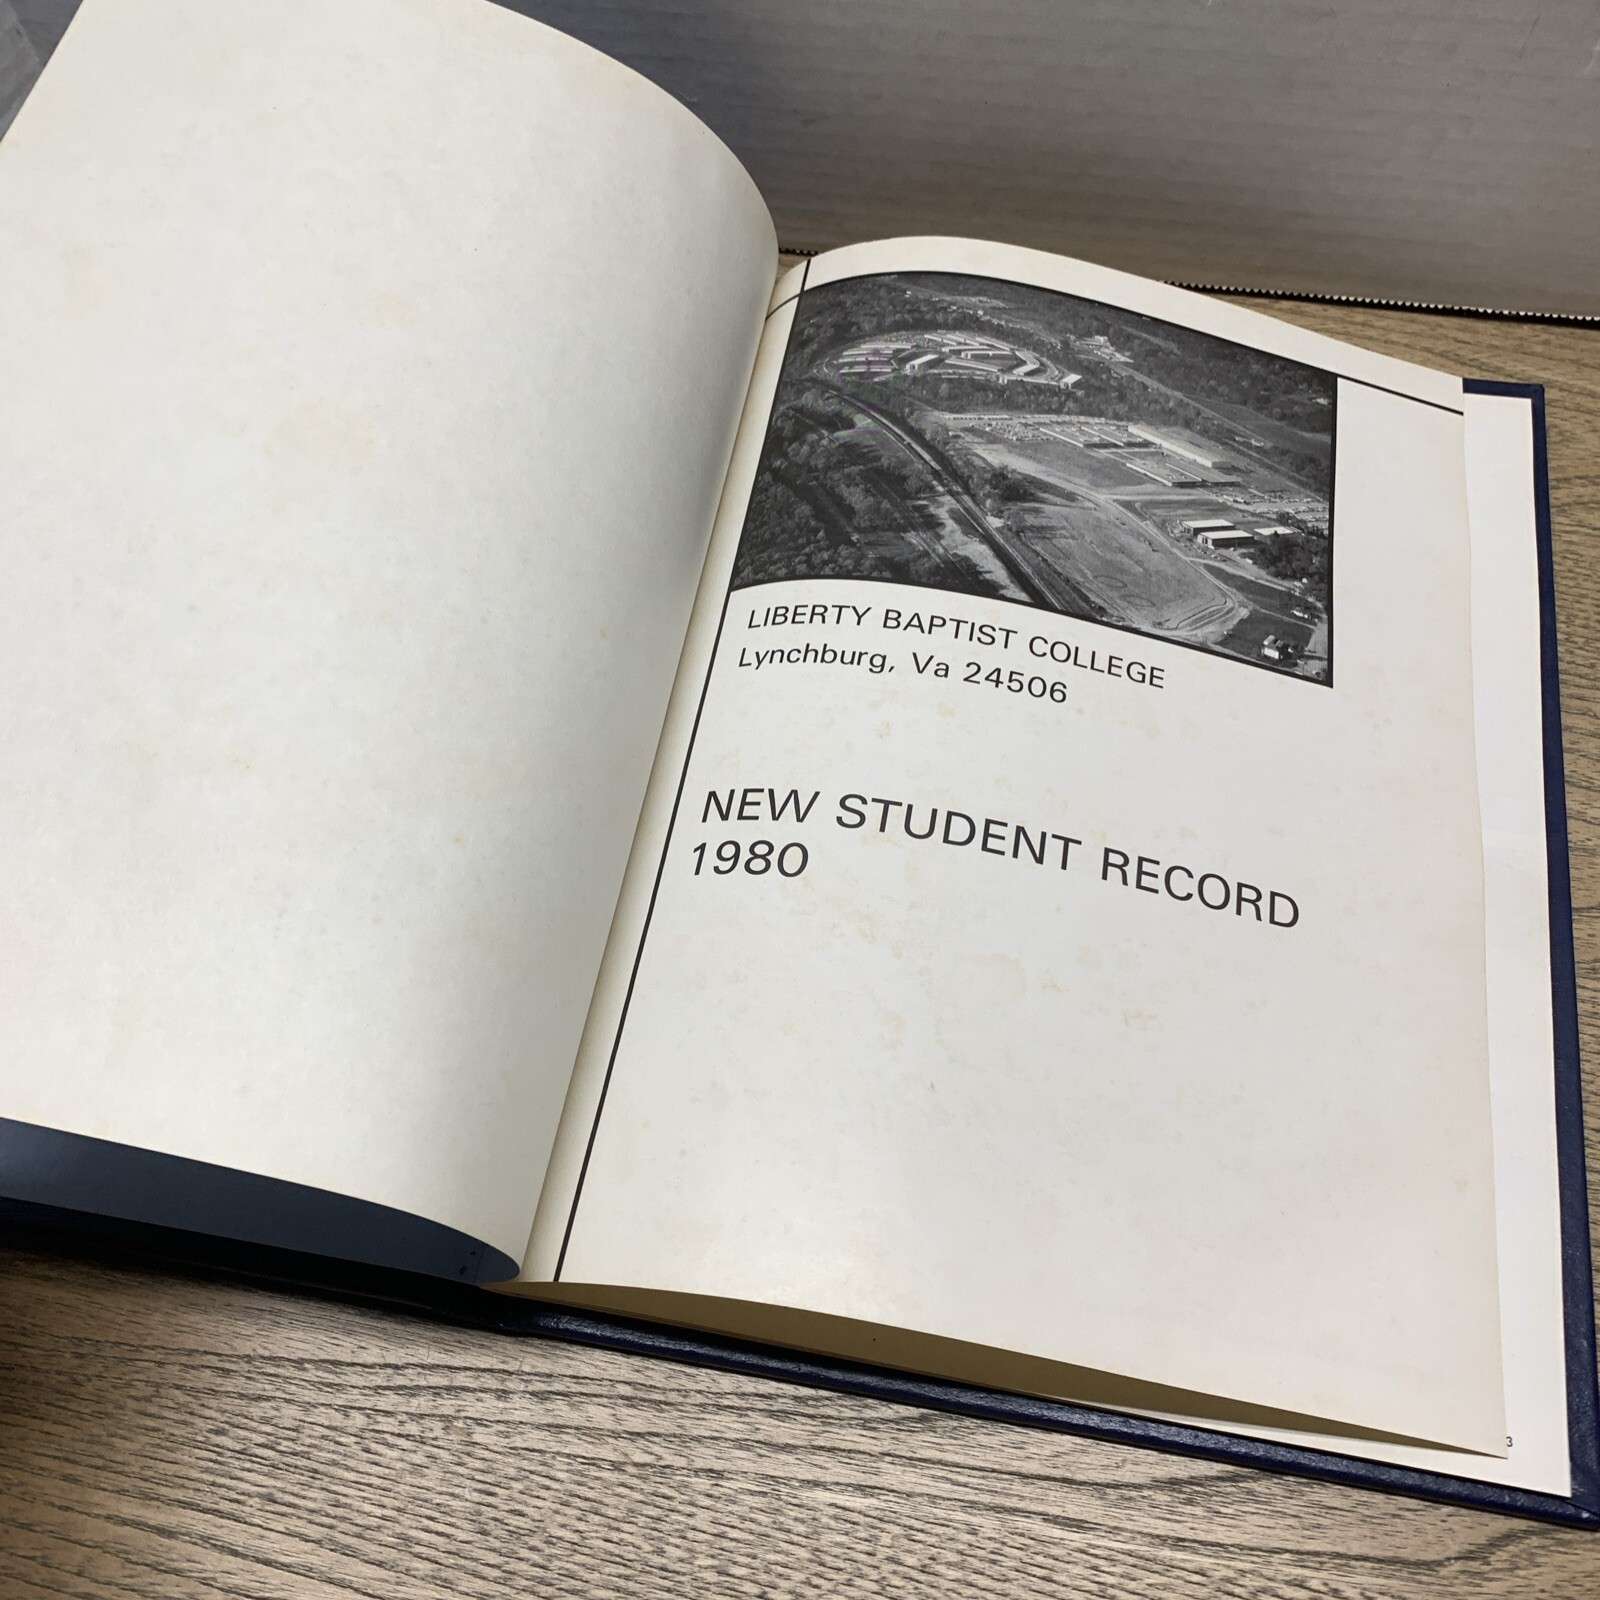 LIBERTY BAPTIST COLLEGE
Lynchburg, Va 24506
NEW STUDENT RECORD
1980
3